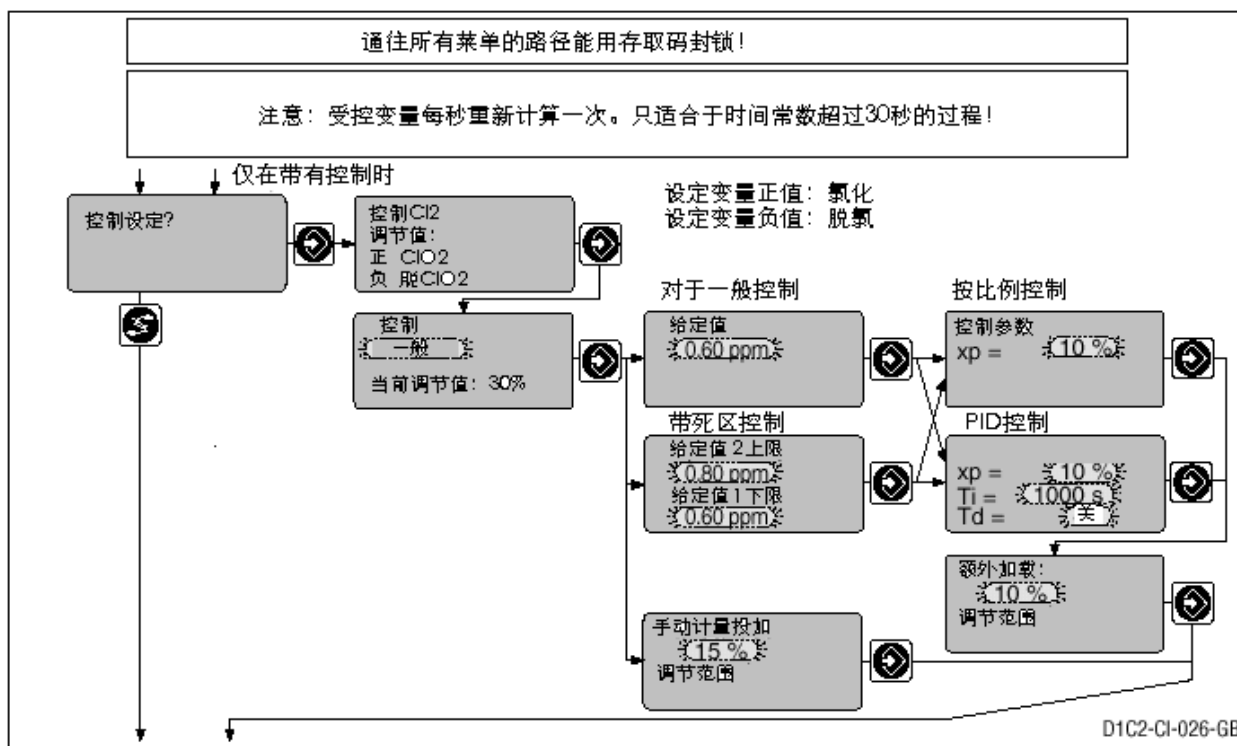 通往所有菜单的路径能用存取码封锁!
注意: 受控变量每秒重新计算一次。只适合于时间常数超过30秒的过程!
仅在带有控制时
控制设定?
控制Cl2
调节值:
正 ClO2
负 脱ClO2
设定变量正值: 氯化
设定变量负值: 脱氯
控制
一般
当前调节值: 30%
对于一般控制
给定值
0.60 ppm
按比例控制
控制参数
xp = 10 %
带死区控制
给定值2上限
0.80 ppm
给定值1下限
0.60 ppm
PID控制
xp = 10 %
Ti = 1000 s
Td = 关
额外加载:
10 %
调节范围
手动计量投加
15 %
调节范围
D1C2-CI-026-GB